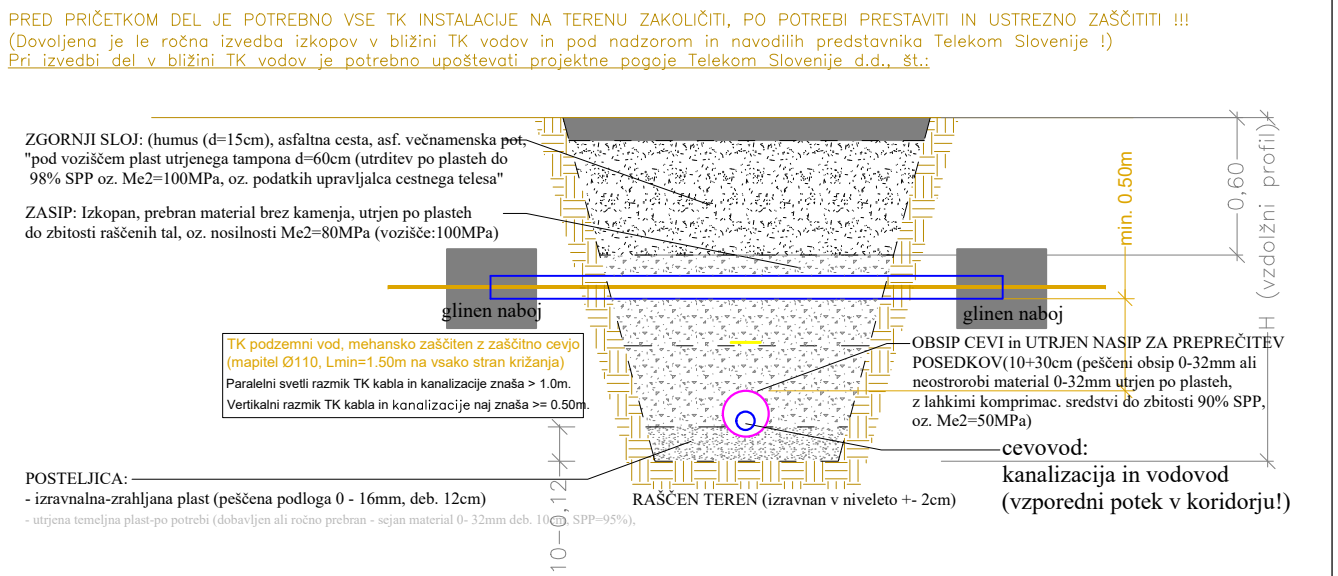 PRED PRIČETKOM DEL JE POTREBNO VSE TK INSTALACIJE NA TERENU ZAKOLIČITI, PO POTREBI PRESTAVITI IN USTREZNO ZAŠČITITI !!!
(Dovoljena je le ročna izvedba izkopov v bližini TK vodov in pod nadzorom in navodilih predstavnika Telekom Slovenije !)
Pri izvedbi del v bližini TK vodov je potrebno upoštevati projektne pogoje Telekom Slovenije d.d., št.:
ZGORNJI SLOJ: (humus (d=15cm), asfaltna cesta, asf. večnamenska pot,
"pod voziščem plast utrjenega tampona d=60cm (utrditev po plasteh do
98% SPP oz. Me2=100MPa, oz. podatkih upravljalca cestnega telesa"
ZASIP: Izkopan, prebran material brez kamenja, utrjen po plasteh
do zbitosti raščenih tal, oz. nosilnosti Me2=80MPa (vozišče:100MPa)
min. 0.50m
0,60
H (vzdolžni profil)
glinen naboj
glinen naboj
TK podzemni vod, mehansko zaščiten z zaščitno cevjo
(mapitel Ø110, Lmin=1.50m na vsako stran križanja)
Paralelni svetli razmik TK kabla in kanalizacije znaša > 1.0m.
Vertikalni razmik TK kabla in kanalizacije naj znaša >= 0.50m.
OBSIP CEVI in UTRJEN NASIP ZA PREPREČITEV
POSEDKOV(10+30cm (peščeni obsip 0-32mm ali
neostrorobi material 0-32mm utrjen po plasteh,
z lahkimi komprimac. sredstvi do zbitosti 90% SPP,
oz. Me2=50MPa)
cevovod:
kanalizacija in vodovod
(vzporedni potek v koridorju!)
POSTELJICA:
- izravnalna-zrahljana plast (peščena podloga 0 - 16mm, deb. 12cm)
- utrjena temeljna plast-po potrebi (dobavljen ali ročno prebran - sejan material 0- 32mm deb. 10cm, SPP=95%),
10-0,12
RAŠČEN TEREN (izravnan v niveleto +- 2cm)